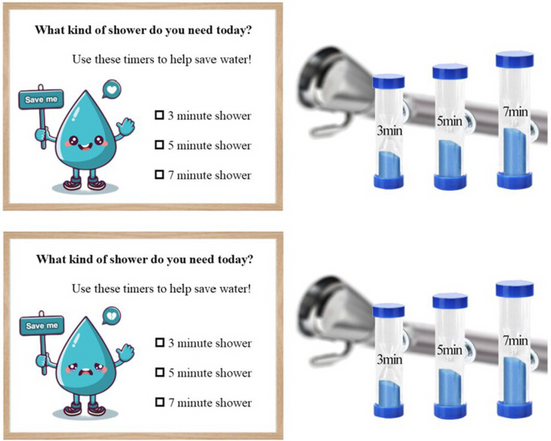 What kind of shower do you need today?
Use these timers to help save water!
Save me
3 minute shower
5 minute shower
7 minute shower
3min
5min
7min
What kind of shower do you need today?
Use these timers to help save water!
Save me
3 minute shower
5 minute shower
7 minute shower
3min
5min
7min